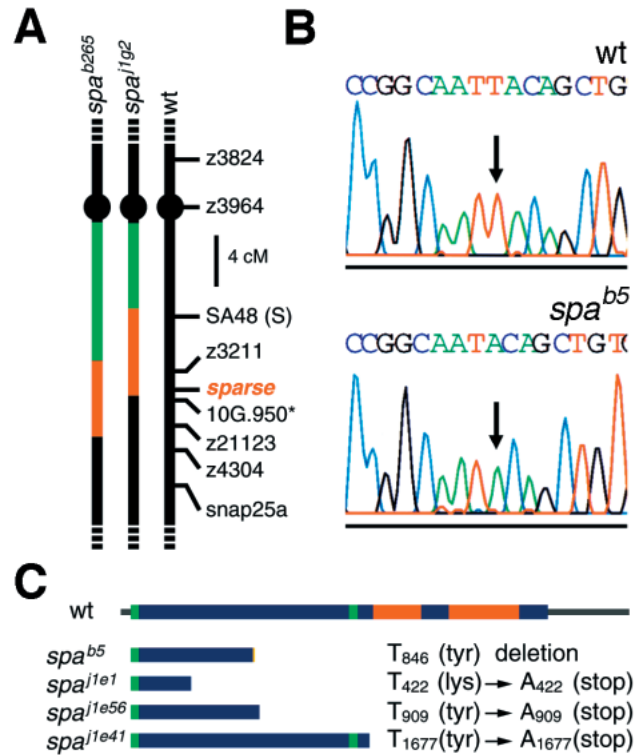 A
spa^b265
spa^j1g2
wt
z3824
z3964
4 cM
SA48 (S)
z3211
sparse
10G.950*
z21123
z4304
snap25a
B
wt
CCGGCAATTACAGCTG
spa^b5
CCGGCAATACAGCTGTG
C
wt
spa^b5 T₈₄₆ (tyr) deletion
spa^j1e1 T₄₂₂ (lys) → A₄₂₂ (stop)
spa^j1e56 T₉₀₉ (tyr) → A₉₀₉ (stop)
spa^j1e41 T₁₆₇₇ (tyr) → A₁₆₇₇ (stop)